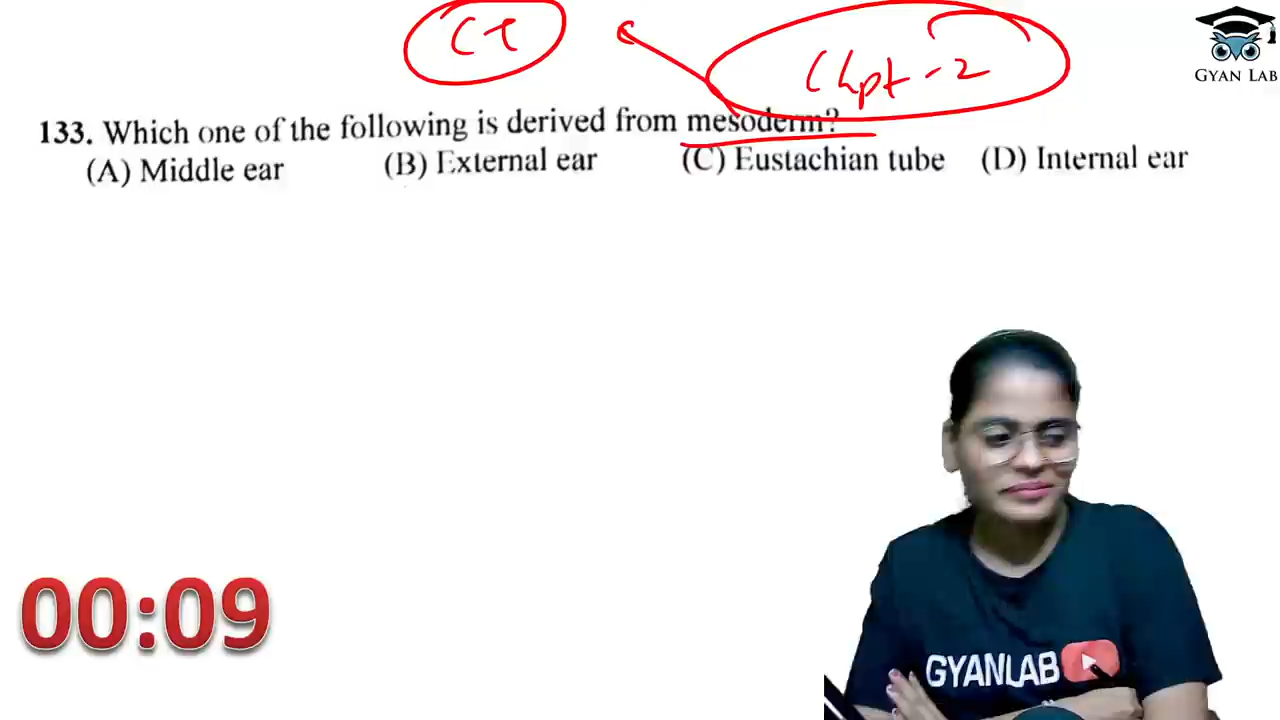 CT
Chpt-2
GYAN LAB
133. Which one of the following is derived from mesoderm?
(A) Middle ear (B) External ear (C) Eustachian tube (D) Internal ear
00:09
GYANLAB